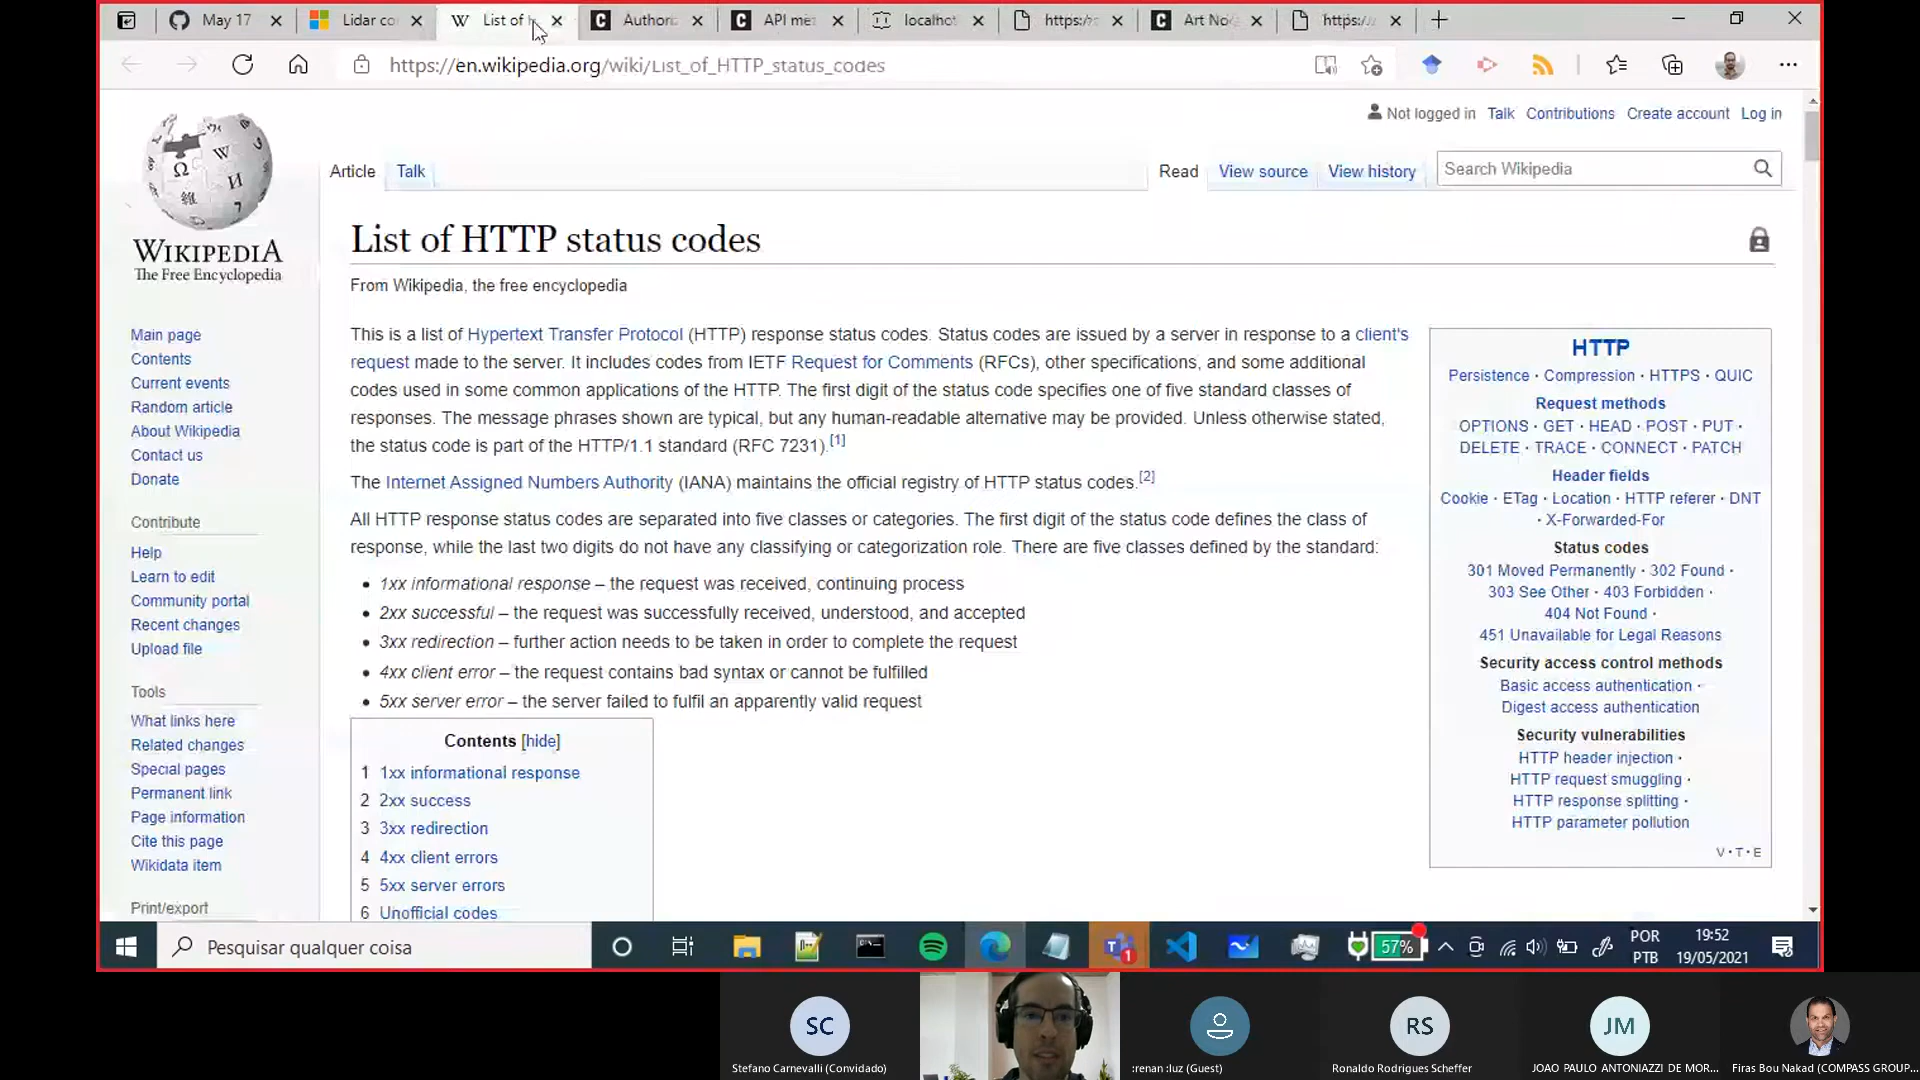 May 17
Lidar co
List of H
Authori
API me
localhos
https://
Art No
https://
https://en.wikipedia.org/wiki/List_of_HTTP_status_codes
Not logged in Talk Contributions Create account Log in
Article Talk Read View source View history Search Wikipedia
WIKIPEDIA
The Free Encyclopedia
List of HTTP status codes
From Wikipedia, the free encyclopedia
This is a list of Hypertext Transfer Protocol (HTTP) response status codes. Status codes are issued by a server in response to a client's
request made to the server. It includes codes from IETF Request for Comments (RFCs), other specifications, and some additional
codes used in some common applications of the HTTP. The first digit of the status code specifies one of five standard classes of
responses. The message phrases shown are typical, but any human-readable alternative may be provided. Unless otherwise stated,
the status code is part of the HTTP/1.1 standard (RFC 7231).[1]
The Internet Assigned Numbers Authority (IANA) maintains the official registry of HTTP status codes.[2]
All HTTP response status codes are separated into five classes or categories. The first digit of the status code defines the class of
response, while the last two digits do not have any classifying or categorization role. There are five classes defined by the standard:
• 1xx informational response – the request was received, continuing process
• 2xx successful – the request was successfully received, understood, and accepted
• 3xx redirection – further action needs to be taken in order to complete the request
• 4xx client error – the request contains bad syntax or cannot be fulfilled
• 5xx server error – the server failed to fulfil an apparently valid request
Contents [hide]
1 1xx informational response
2 2xx success
3 3xx redirection
4 4xx client errors
5 5xx server errors
6 Unofficial codes
Main page
Contents
Current events
Random article
About Wikipedia
Contact us
Donate
Contribute
Help
Learn to edit
Community portal
Recent changes
Upload file
Tools
What links here
Related changes
Special pages
Permanent link
Page information
Cite this page
Wikidata item
Print/export
HTTP
Persistence · Compression · HTTPS · QUIC
Request methods
OPTIONS · GET · HEAD · POST · PUT ·
DELETE · TRACE · CONNECT · PATCH
Header fields
Cookie · ETag · Location · HTTP referer · DNT
· X-Forwarded-For
Status codes
301 Moved Permanently · 302 Found ·
303 See Other · 403 Forbidden ·
404 Not Found ·
451 Unavailable for Legal Reasons
Security access control methods
Basic access authentication ·
Digest access authentication
Security vulnerabilities
HTTP header injection ·
HTTP request smuggling ·
HTTP response splitting ·
HTTP parameter pollution
V · T · E
Pesquisar qualquer coisa
1
57%
POR
PTB
19:52
19/05/2021
SC
RS
JM
Stefano Carnevalli (Convidado)
:renan :luz (Guest)
Ronaldo Rodrigues Scheffer
JOAO PAULO ANTONIAZZI DE MOR...
Firas Bou Nakad (COMPASS GROUP...